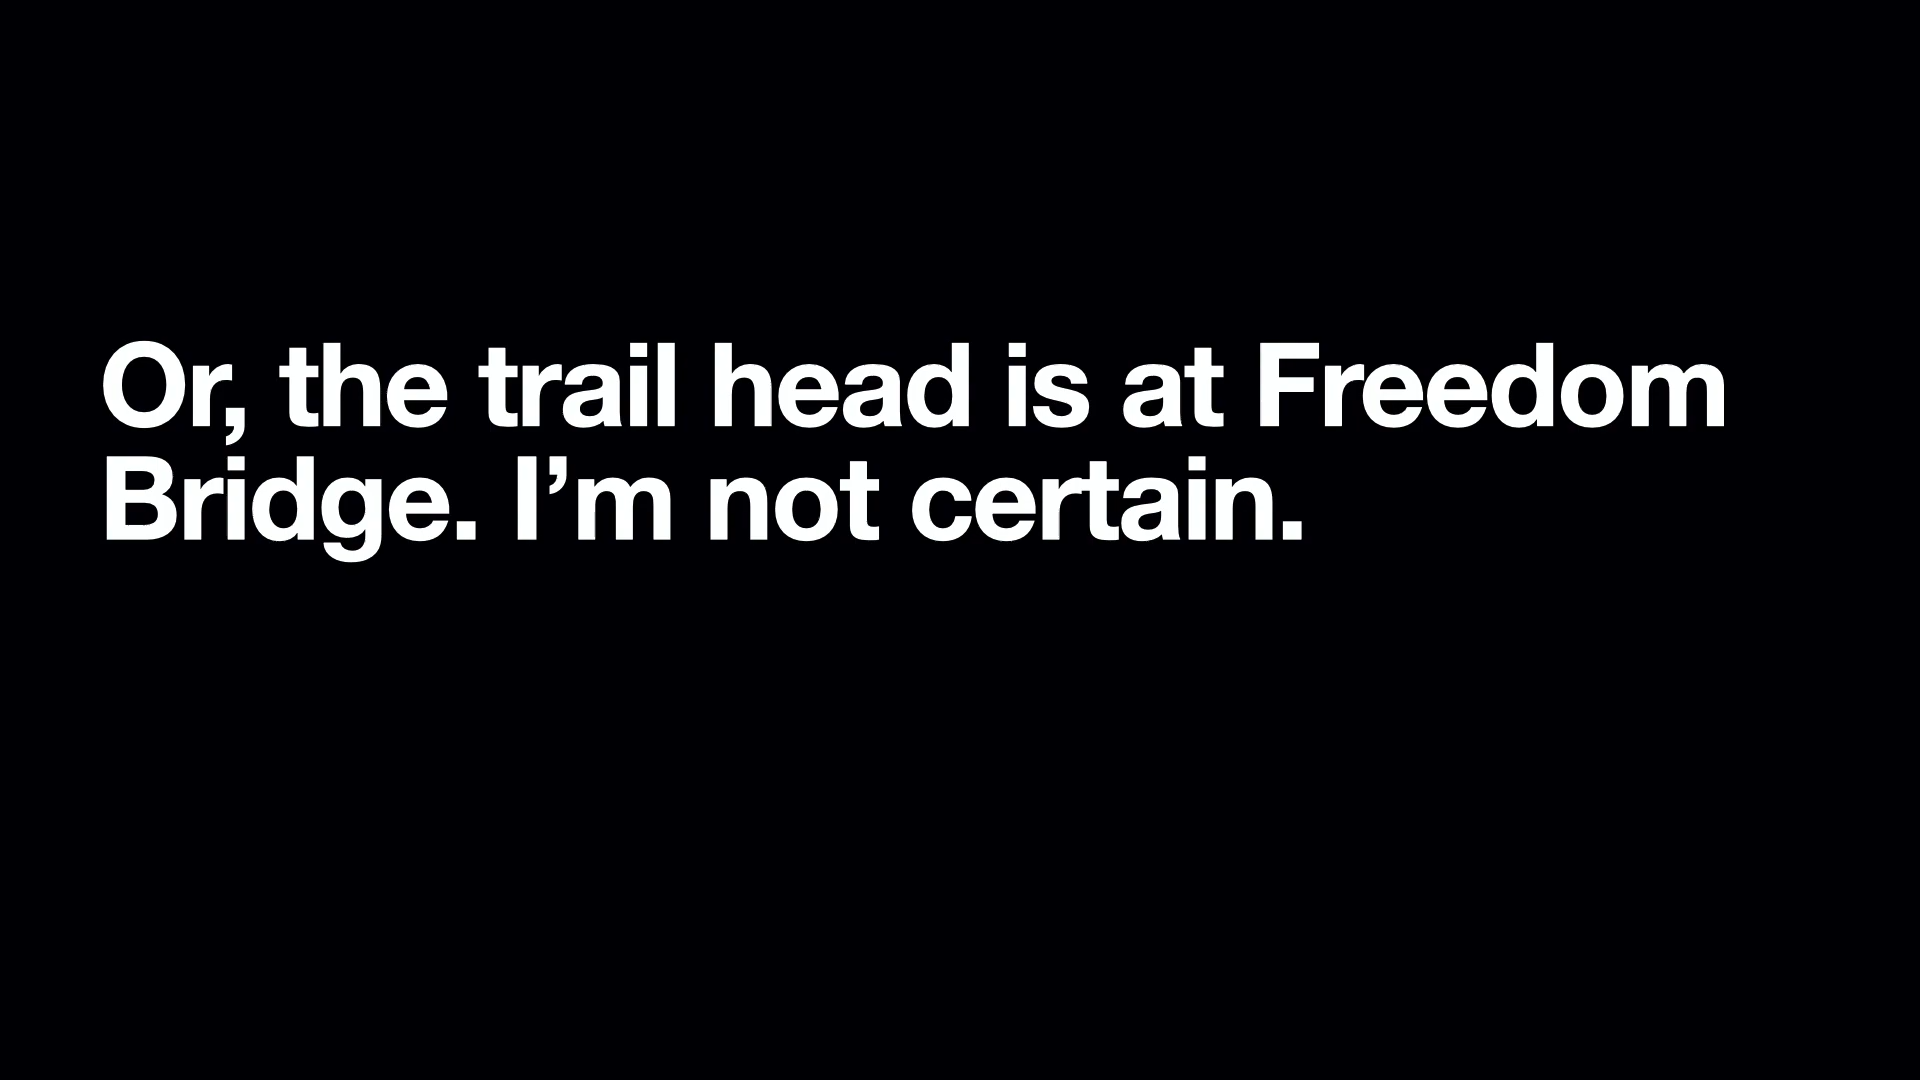 Or, the trail head is at Freedom
Bridge. I’m not certain.